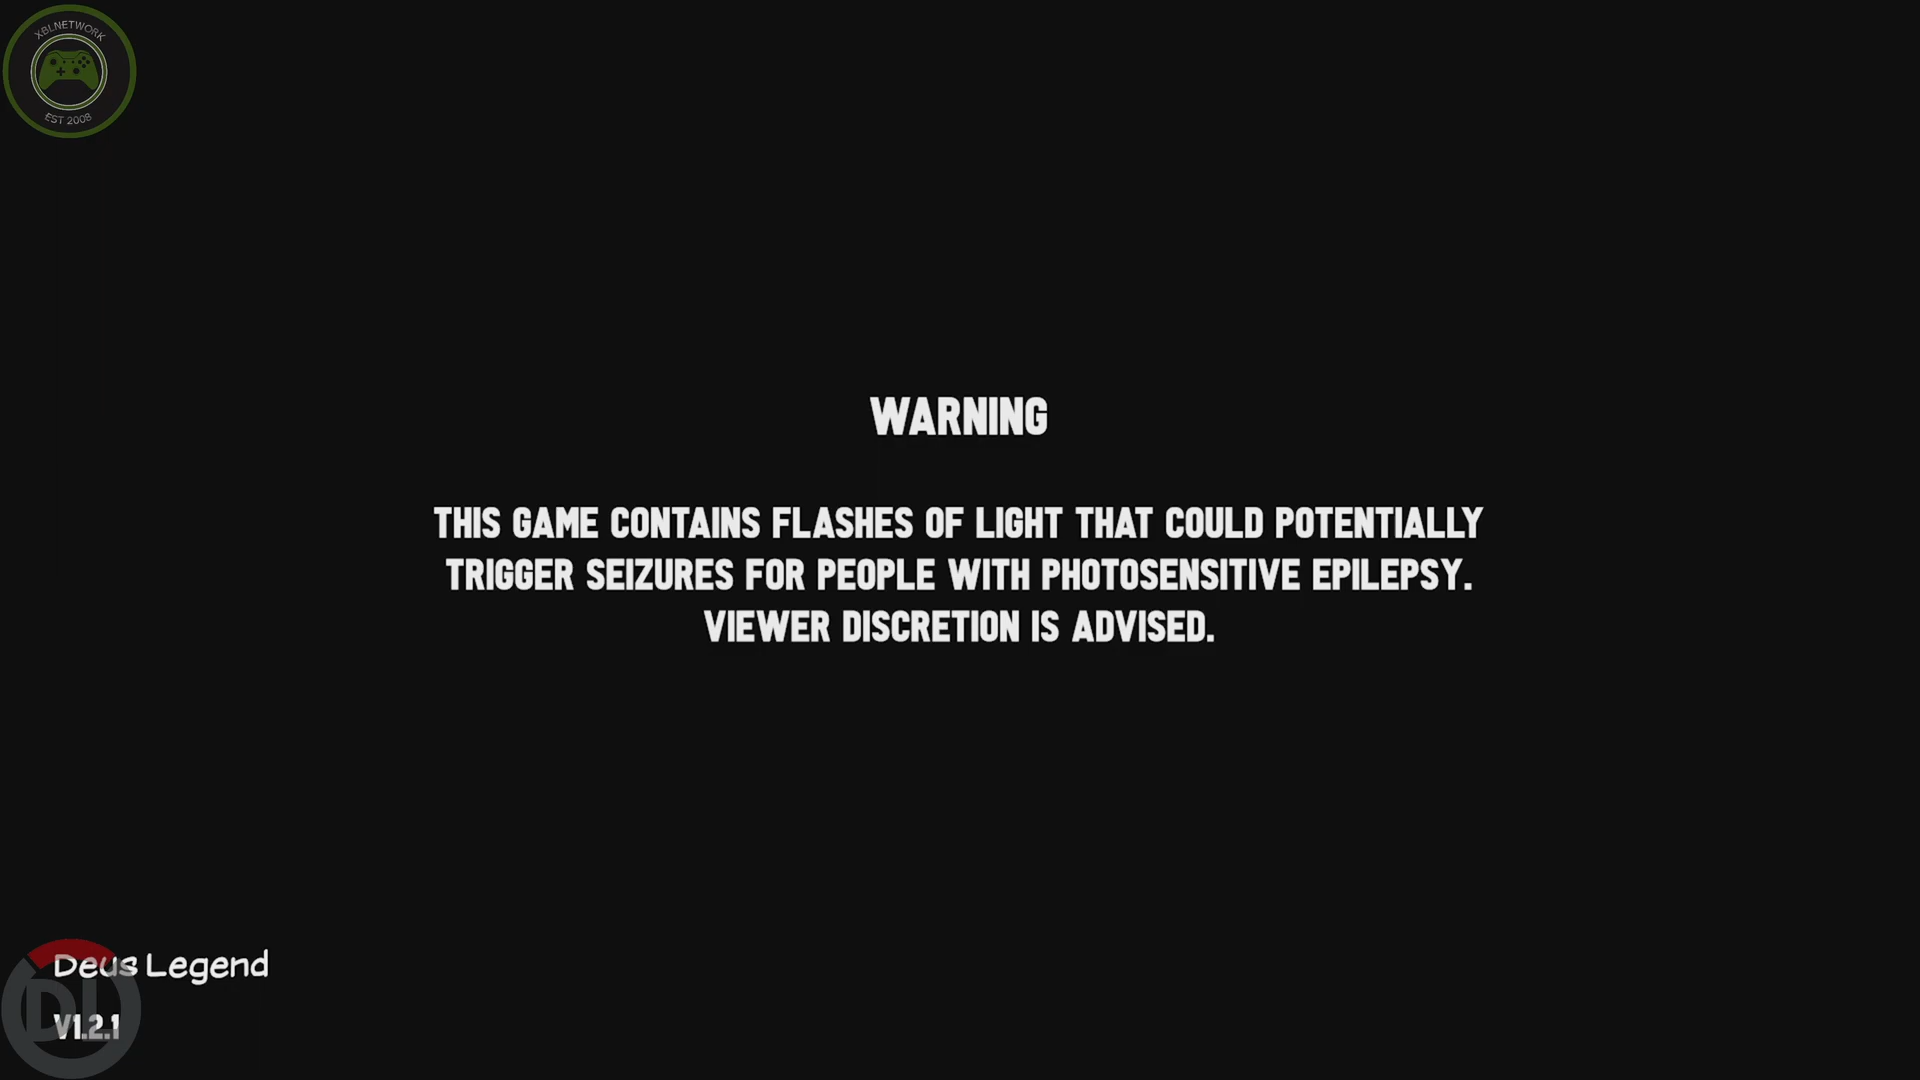 XBLNETWORK
EST 2008
WARNING
THIS GAME CONTAINS FLASHES OF LIGHT THAT COULD POTENTIALLY
TRIGGER SEIZURES FOR PEOPLE WITH PHOTOSENSITIVE EPILEPSY.
VIEWER DISCRETION IS ADVISED.
Deus Legend
DL
V1.2.1